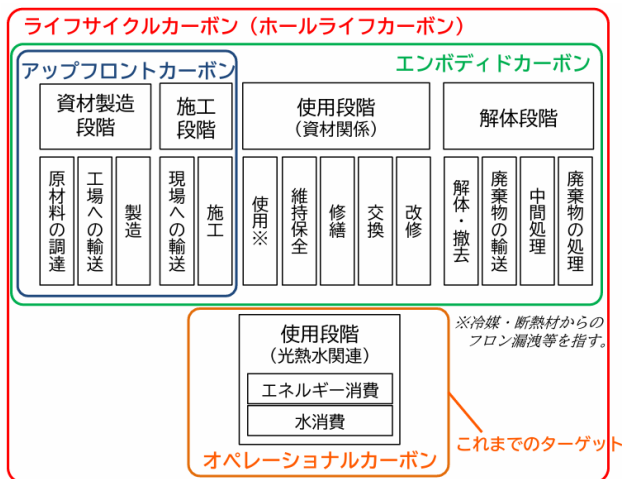 ライフサイクルカーボン（ホールライフカーボン）
エンボディドカーボン
アップフロントカーボン
資材製造
段階
施工
段階
使用段階
（資材関係）
解体段階
原材料の調達
工場への輸送
製造
現場への輸送
施工
使用※
維持保全
修繕
交換
改修
解体・撤去
廃棄物の輸送
中間処理
廃棄物の処理
※冷媒・断熱材からの
フロン漏洩等を指す。
使用段階
（光熱水関連）
エネルギー消費
水消費
オペレーショナルカーボン
これまでのターゲット